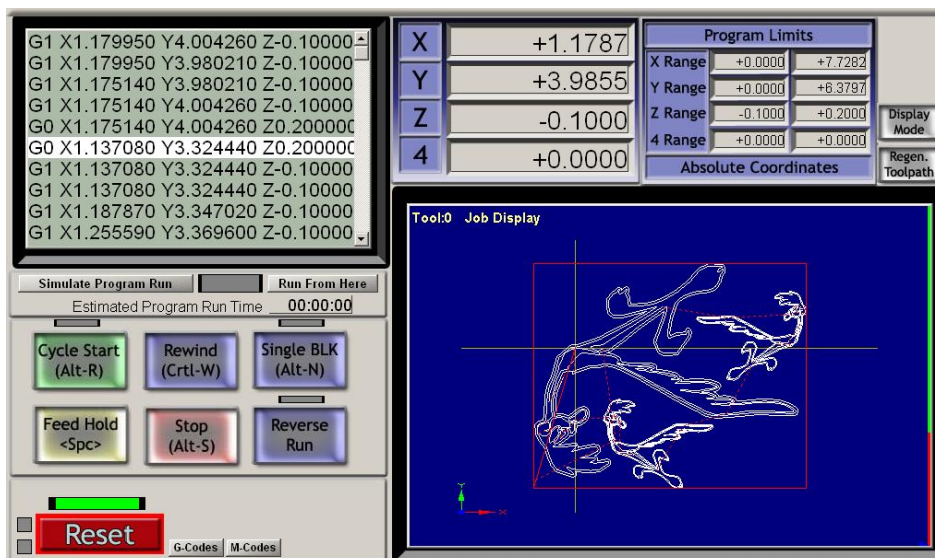 G1 X1.179950 Y4.004260 Z-0.10000
G1 X1.179950 Y3.980210 Z-0.10000
G1 X1.175140 Y3.980210 Z-0.10000
G1 X1.175140 Y4.004260 Z-0.10000
G0 X1.175140 Y4.004260 Z0.200000
G0 X1.137080 Y3.324440 Z0.200000
G1 X1.137080 Y3.324440 Z-0.10000
G1 X1.137080 Y3.324440 Z-0.10000
G1 X1.187870 Y3.347020 Z-0.10000
G1 X1.255590 Y3.369600 Z-0.10000
X +1.1787
Y +3.9855
Z -0.1000
4 +0.0000
Program Limits
X Range +0.0000 +7.7282
Y Range +0.0000 +6.3797
Z Range -0.1000 +0.2000
4 Range +0.0000 +0.0000
Absolute Coordinates
Display
Mode
Regen.
Toolpath
Simulate Program Run
Run From Here
Estimated Program Run Time 00:00:00
Cycle Start
(Alt-R)
Rewind
(Crtl-W)
Single BLK
(Alt-N)
Feed Hold
<Spc>
Stop
(Alt-S)
Reverse
Run
Reset
G-Codes
M-Codes
Tool:0 Job Display
Y
X